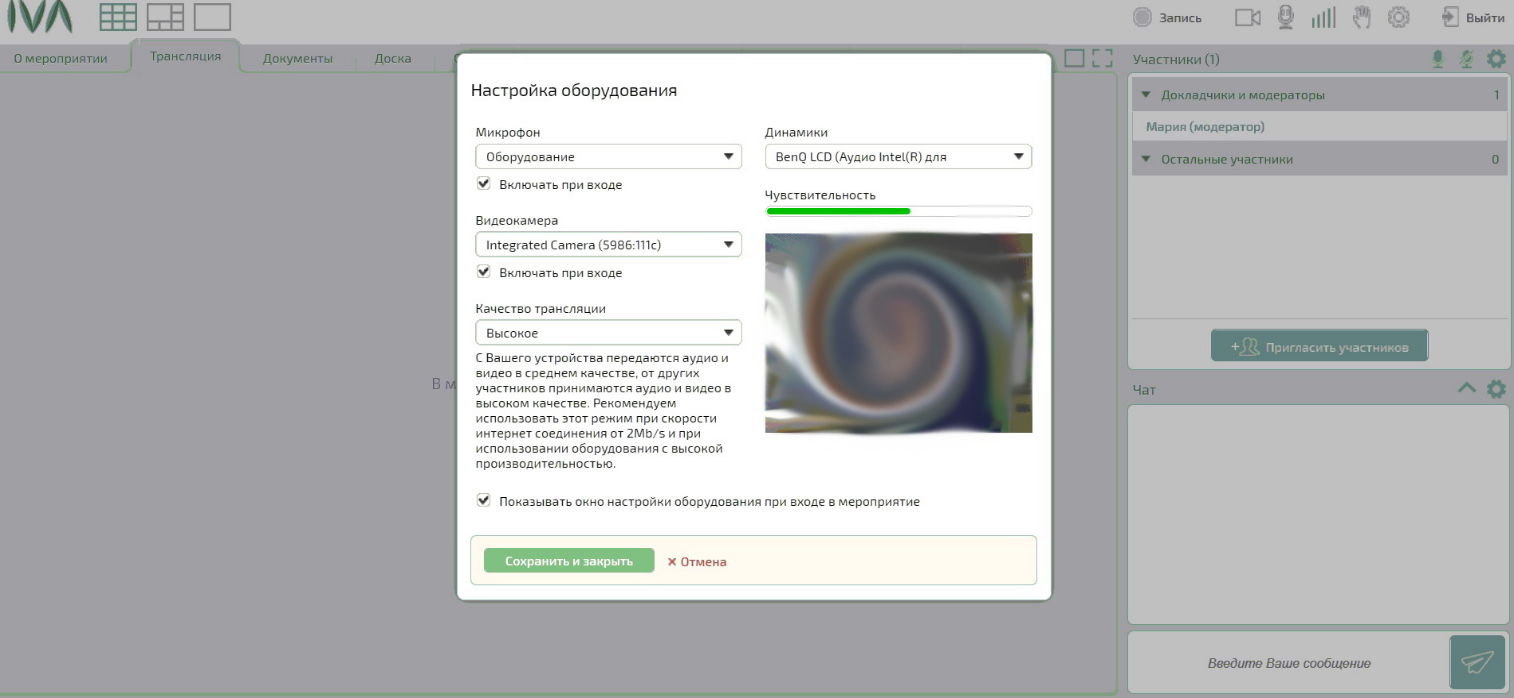 IVA
Запись
Выйти
О мероприятии
Трансляция
Документы
Доска
Участники (1)
Докладчики и модераторы 1
Мария (модератор)
Остальные участники 0
+ Пригласить участников
Чат
Введите Ваше сообщение
В м
Настройка оборудования
Микрофон
Оборудование
Включать при входе
Видеокамера
Integrated Camera (5986:111c)
Включать при входе
Качество трансляции
Высокое
С Вашего устройства передаются аудио и
видео в среднем качестве, от других
участников принимаются аудио и видео в
высоком качестве. Рекомендуем
использовать этот режим при скорости
интернет соединения от 2Mb/s и при
использовании оборудования с высокой
производительностью.
Динамики
BenQ LCD (Аудио Intel(R) для
Чувствительность
Показывать окно настройки оборудования при входе в мероприятие
Сохранить и закрыть
× Отмена